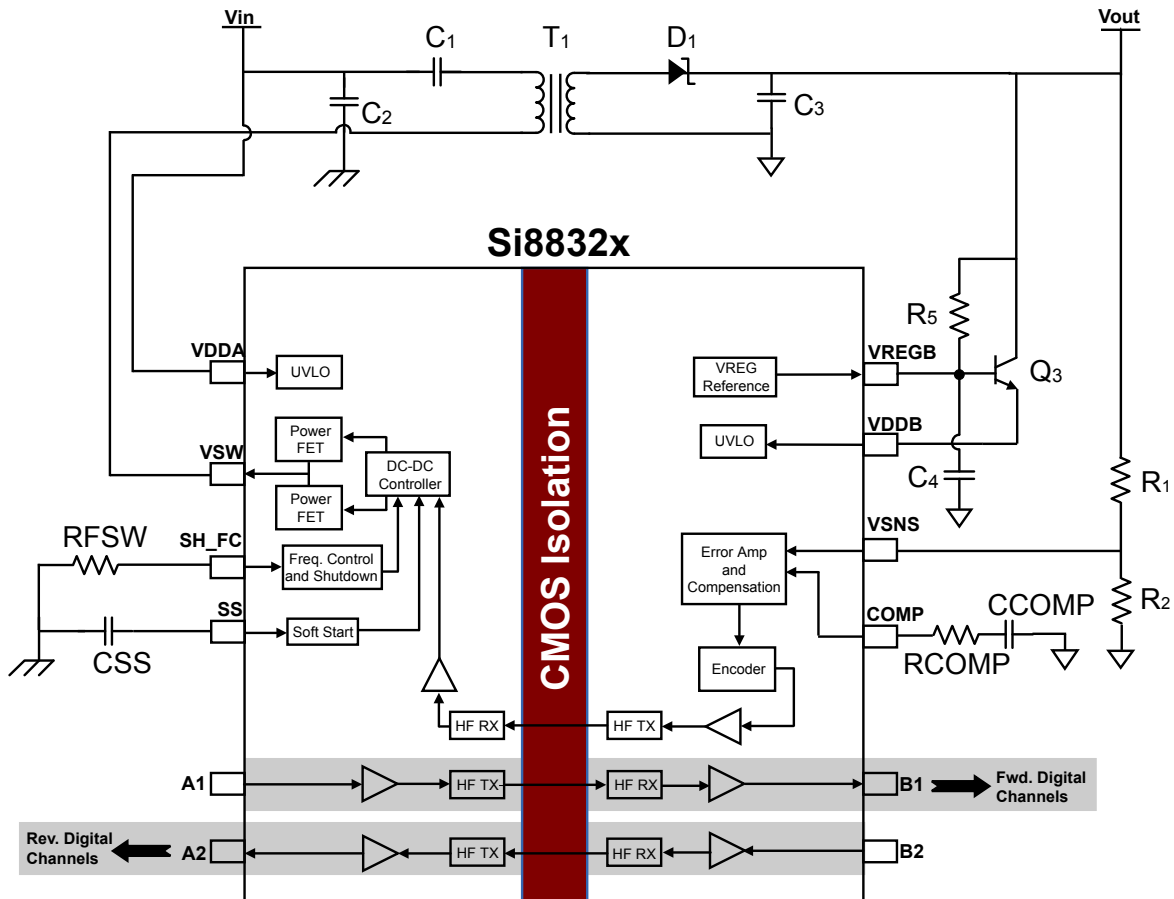 Vin
Vout
C1
T1
D1
C2
C3
Si8832x
R5
VDDA
UVLO
VREG
Reference
VREGB
Q3
Power
FET
VDDB
UVLO
VSW
DC-DC
Controller
C4
R1
Power
FET
RFSW
SH_FC
Freq. Control
and Shutdown
CMOS Isolation
Error Amp
and
Compensation
VSNS
SS
Soft Start
COMP
CCOMP
R2
CSS
RCOMP
Encoder
HF RX
HF TX
A1
HF TX
HF RX
B1
Fwd. Digital
Channels
Rev. Digital
Channels
A2
HF TX
HF RX
B2